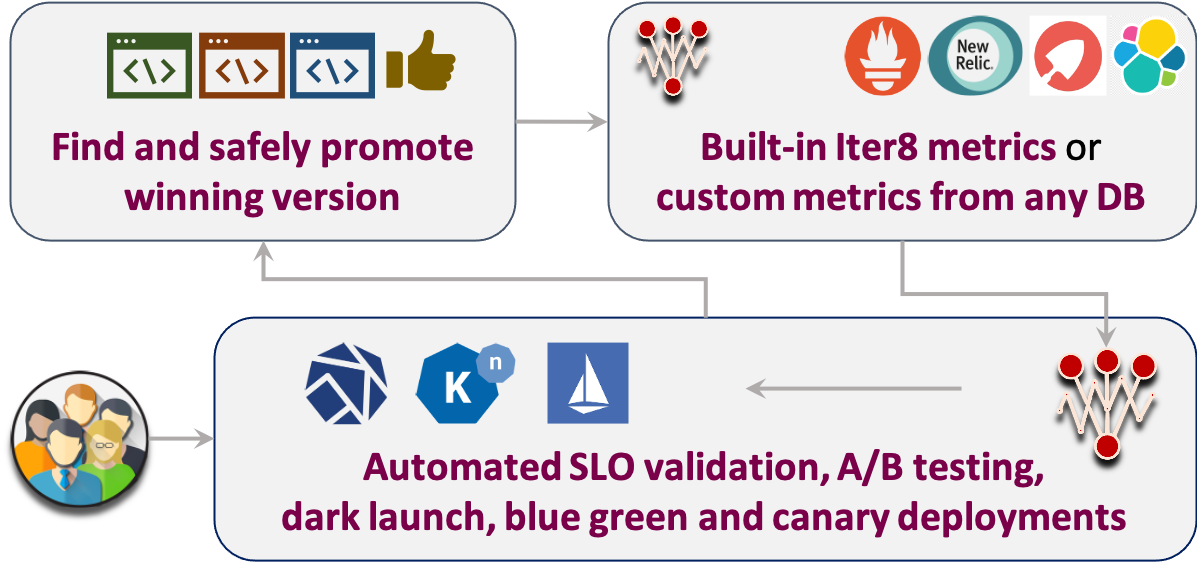 Find and safely promote
winning version
New
Relic.
Built-in Iter8 metrics or
custom metrics from any DB
K
n
Automated SLO validation, A/B testing,
dark launch, blue green and canary deployments